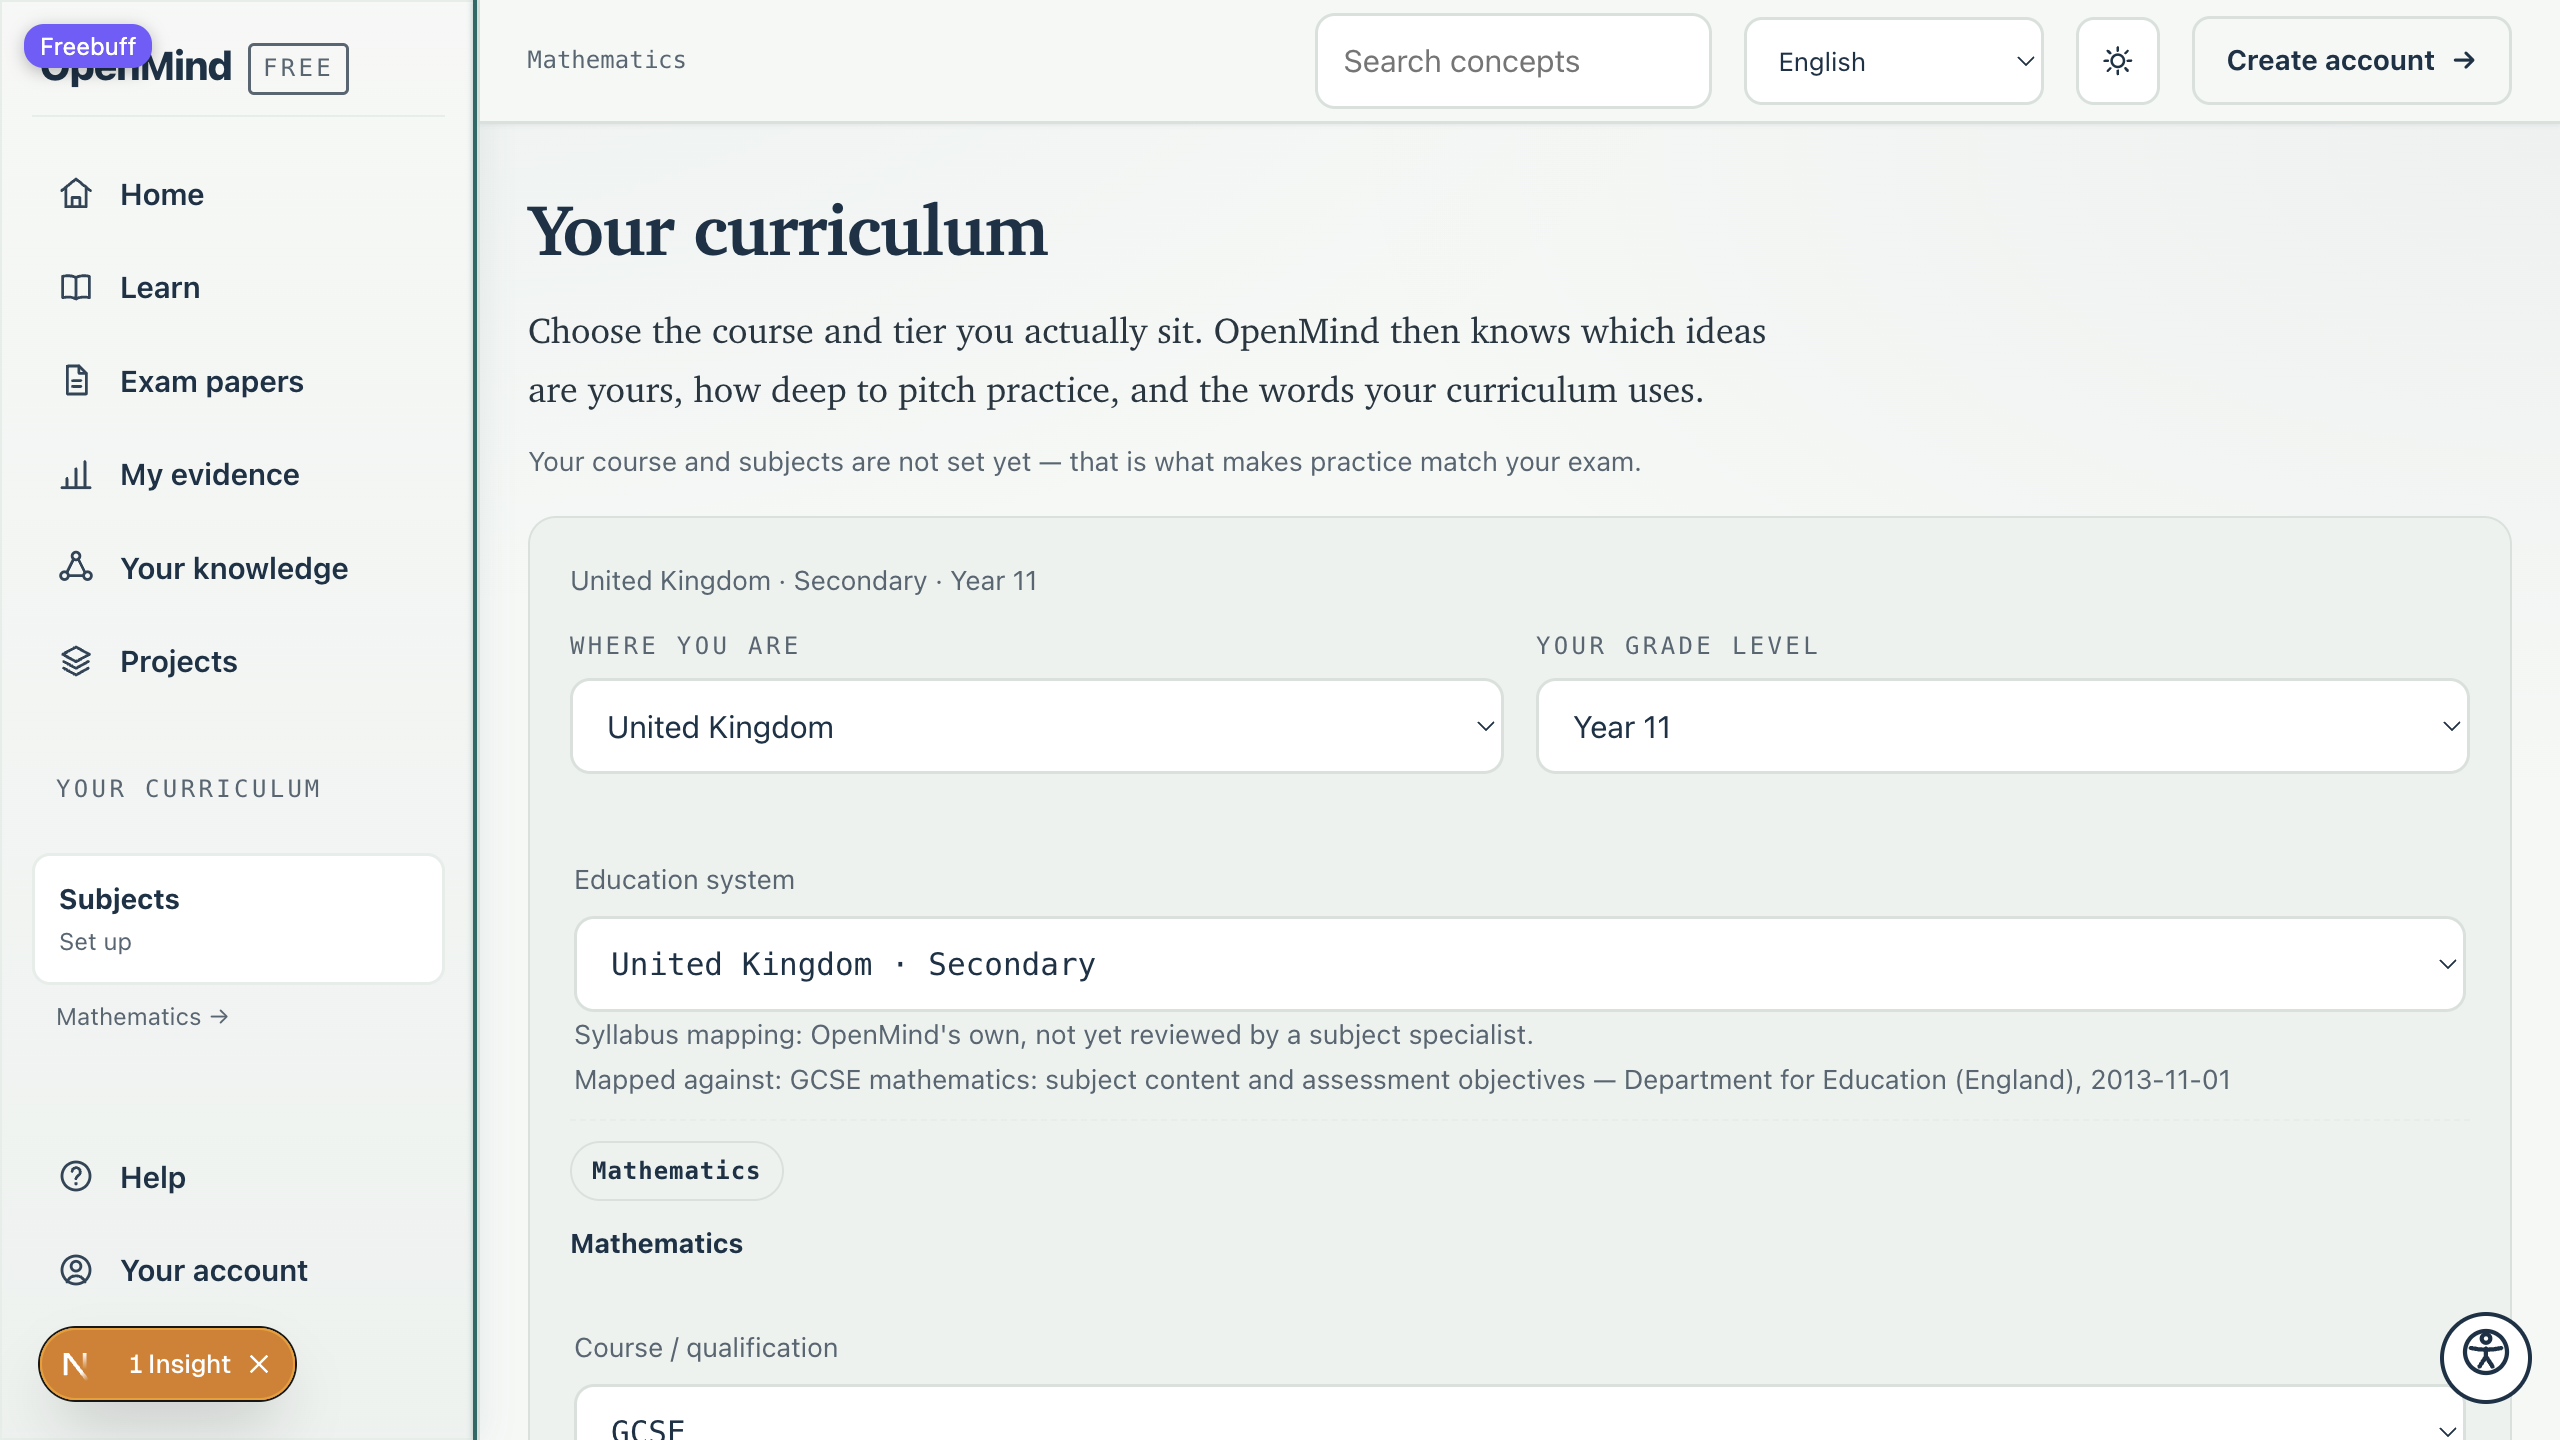 Freebuff
OpenMind FREE
Home
Learn
Exam papers
My evidence
Your knowledge
Projects
YOUR CURRICULUM
Subjects
Set up
Mathematics →
Help
Your account
N 1 Insight ×
Mathematics
Search concepts
English
Create account →
Your curriculum
Choose the course and tier you actually sit. OpenMind then knows which ideas
are yours, how deep to pitch practice, and the words your curriculum uses.
Your course and subjects are not set yet — that is what makes practice match your exam.
United Kingdom · Secondary · Year 11
WHERE YOU ARE
United Kingdom
YOUR GRADE LEVEL
Year 11
Education system
United Kingdom · Secondary
Syllabus mapping: OpenMind's own, not yet reviewed by a subject specialist.
Mapped against: GCSE mathematics: subject content and assessment objectives — Department for Education (England), 2013-11-01
Mathematics
Mathematics
Course / qualification
GCSE